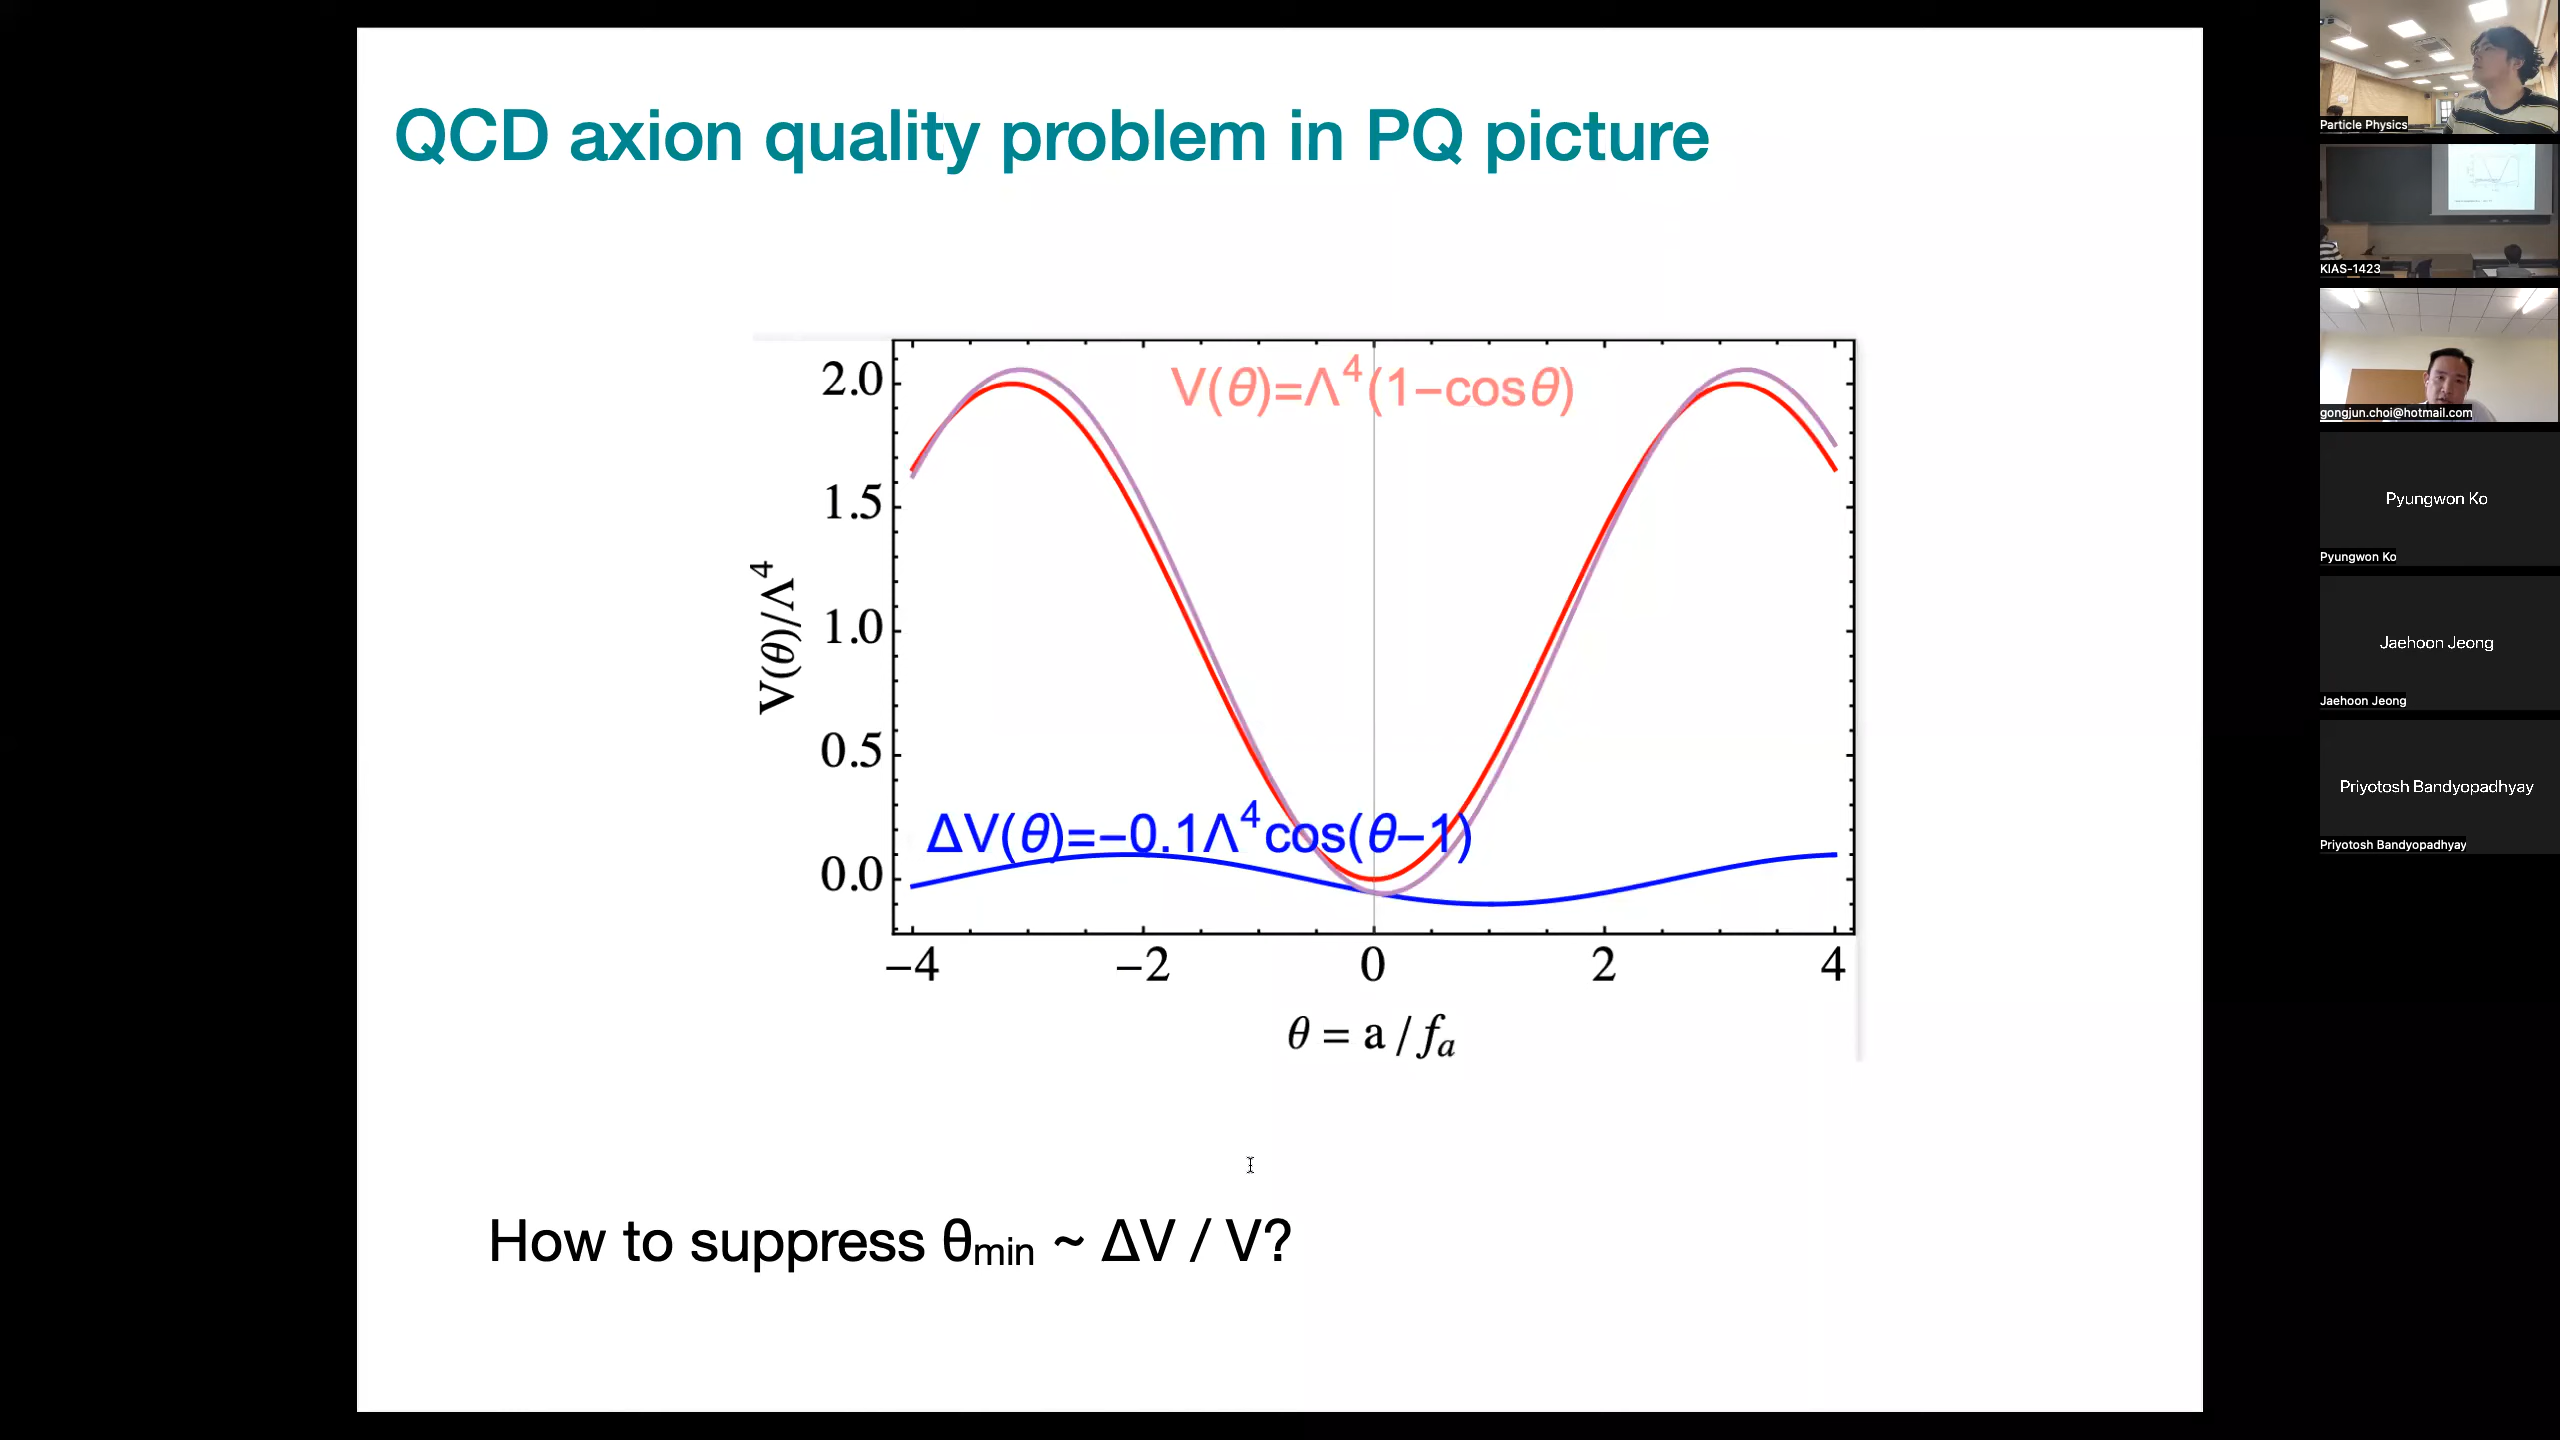 QCD axion quality problem in PQ picture
V(θ)=Λ⁴(1−cosθ)
ΔV(θ)=−0.1Λ⁴cos(θ−1)
V(θ)/Λ⁴
2.0
1.5
1.0
0.5
0.0
−4 −2 0 2 4
θ = a / fₐ
How to suppress θmin ~ ΔV / V?
Particle Physics
KIAS-1423
gongjun.choi@hotmail.com
Pyungwon Ko
Pyungwon Ko
Jaehoon Jeong
Jaehoon Jeong
Priyotosh Bandyopadhyay
Priyotosh Bandyopadhyay